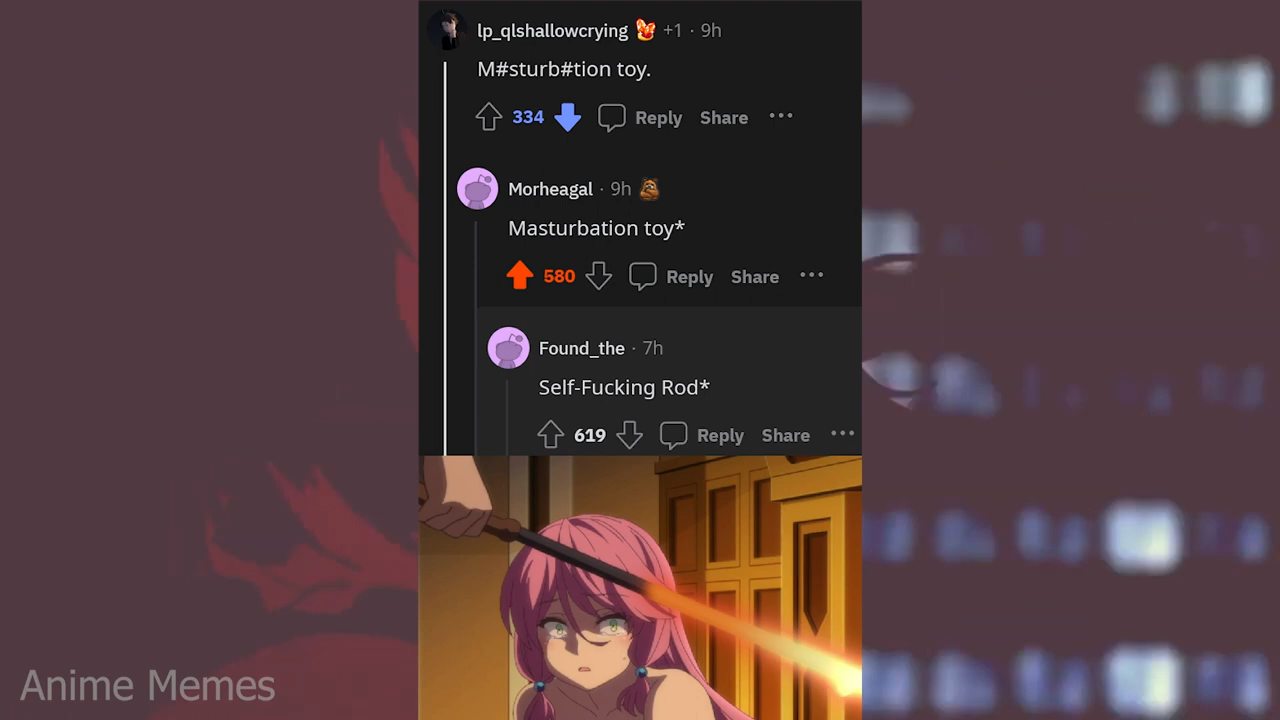 lp_qlshallowcrying +1 · 9h
M#sturb#tion toy.
334 Reply Share ···
Morheagal · 9h
Masturbation toy*
580 Reply Share ···
Found_the · 7h
Self-Fucking Rod*
619 Reply Share ···
Anime Memes